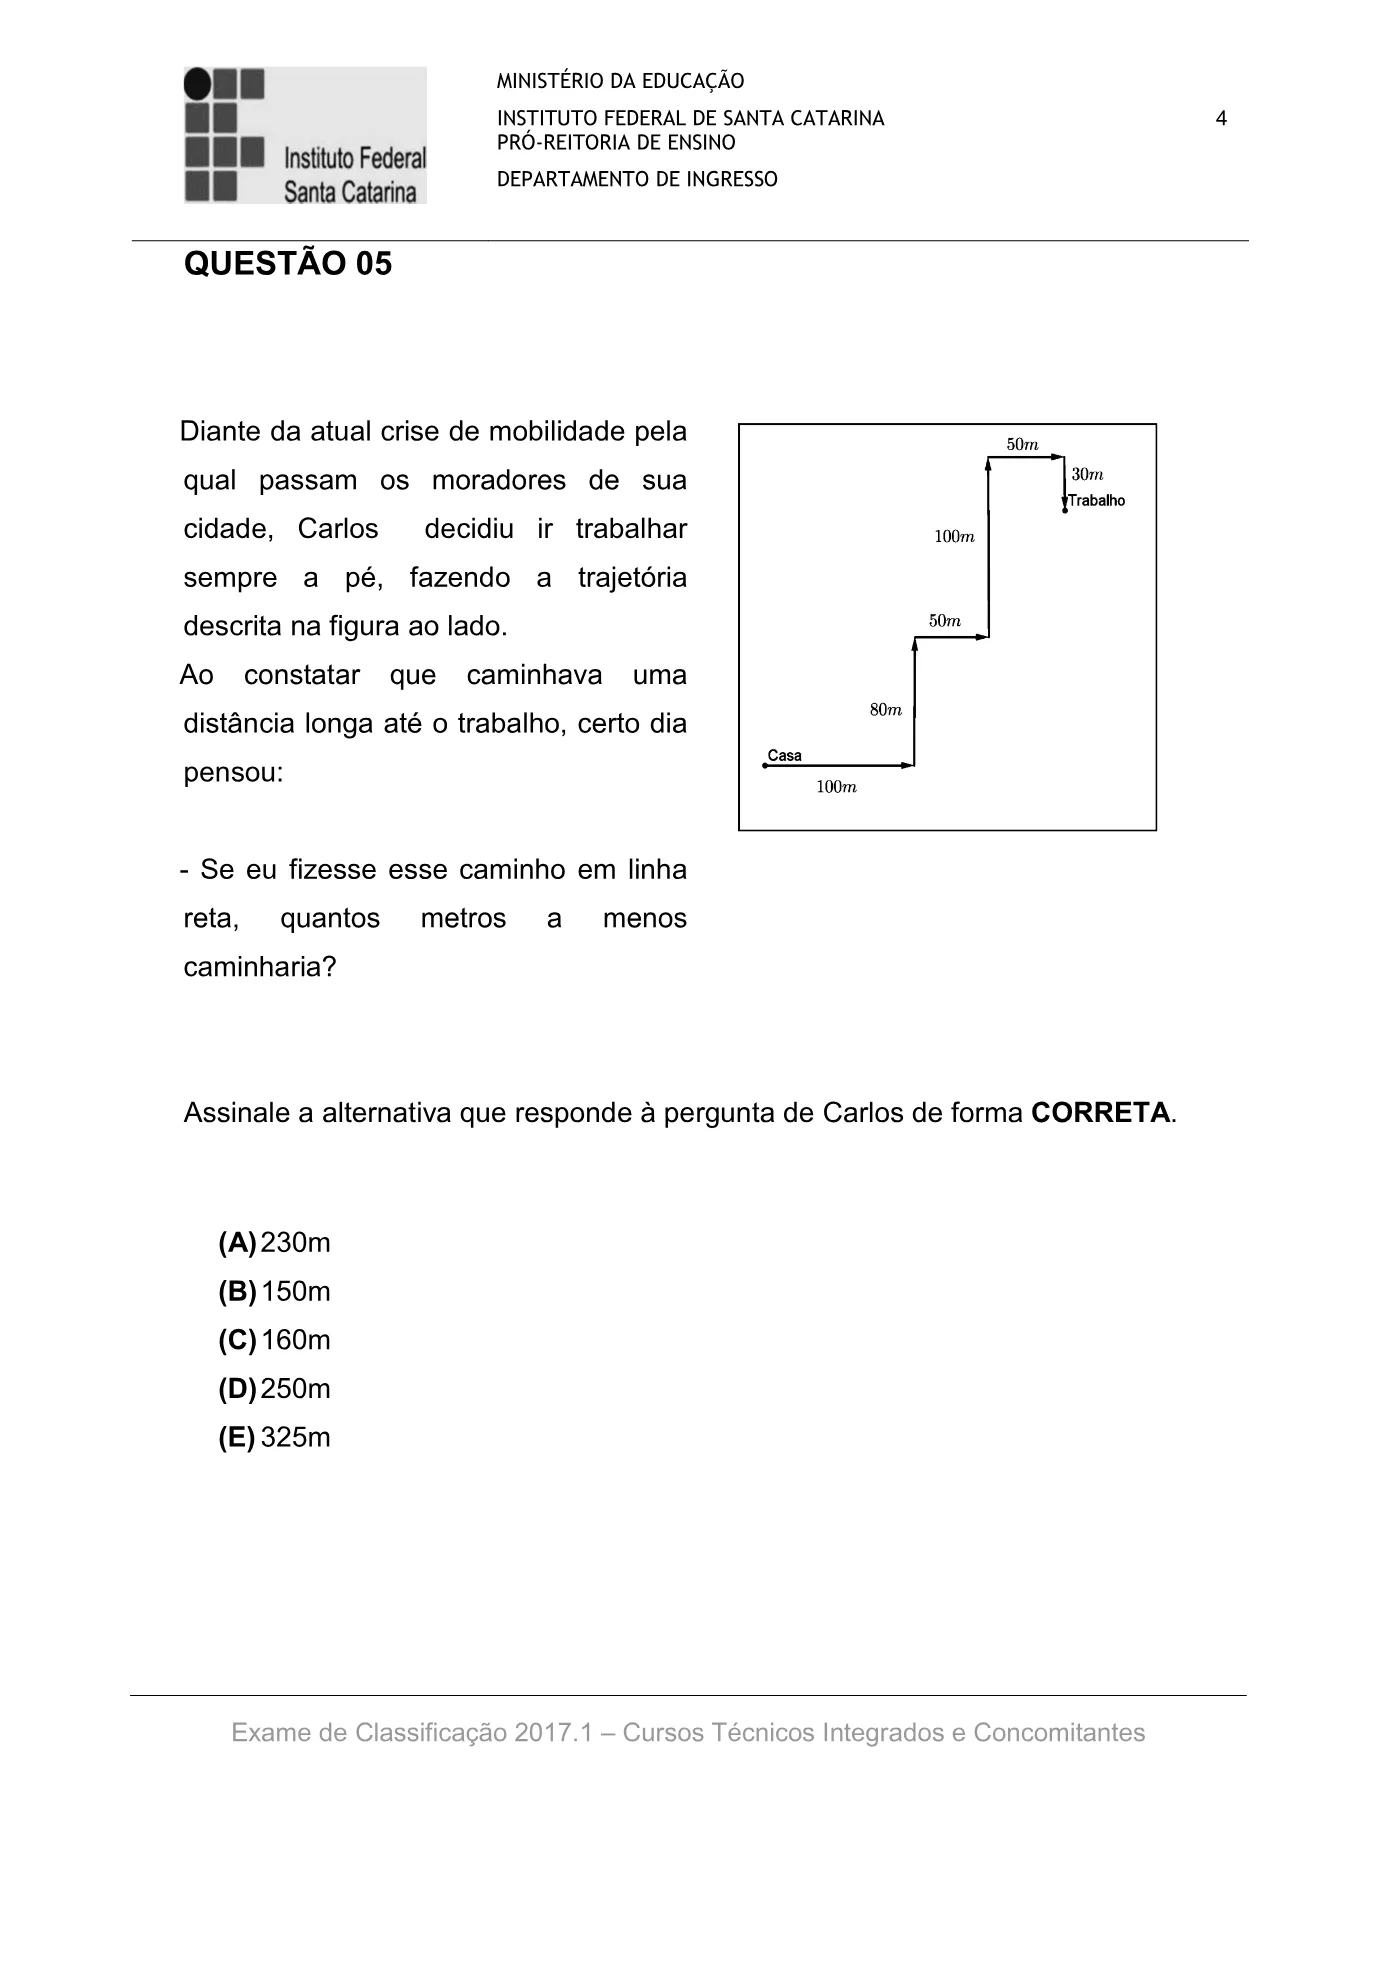 Instituto Federal
Santa Catarina
MINISTÉRIO DA EDUCAÇÃO
INSTITUTO FEDERAL DE SANTA CATARINA
PRÓ-REITORIA DE ENSINO
DEPARTAMENTO DE INGRESSO
4
QUESTÃO 05
Diante da atual crise de mobilidade pela
qual passam os moradores de sua
cidade, Carlos decidiu ir trabalhar
sempre a pé, fazendo a trajetória
descrita na figura ao lado.
Ao constatar que caminhava uma
distância longa até o trabalho, certo dia
pensou:
- Se eu fizesse esse caminho em linha
reta, quantos metros a menos
caminharia?
50m
30m
Trabalho
100m
50m
80m
Casa
100m
Assinale a alternativa que responde à pergunta de Carlos de forma CORRETA.
(A) 230m
(B) 150m
(C) 160m
(D) 250m
(E) 325m
Exame de Classificação 2017.1 – Cursos Técnicos Integrados e Concomitantes